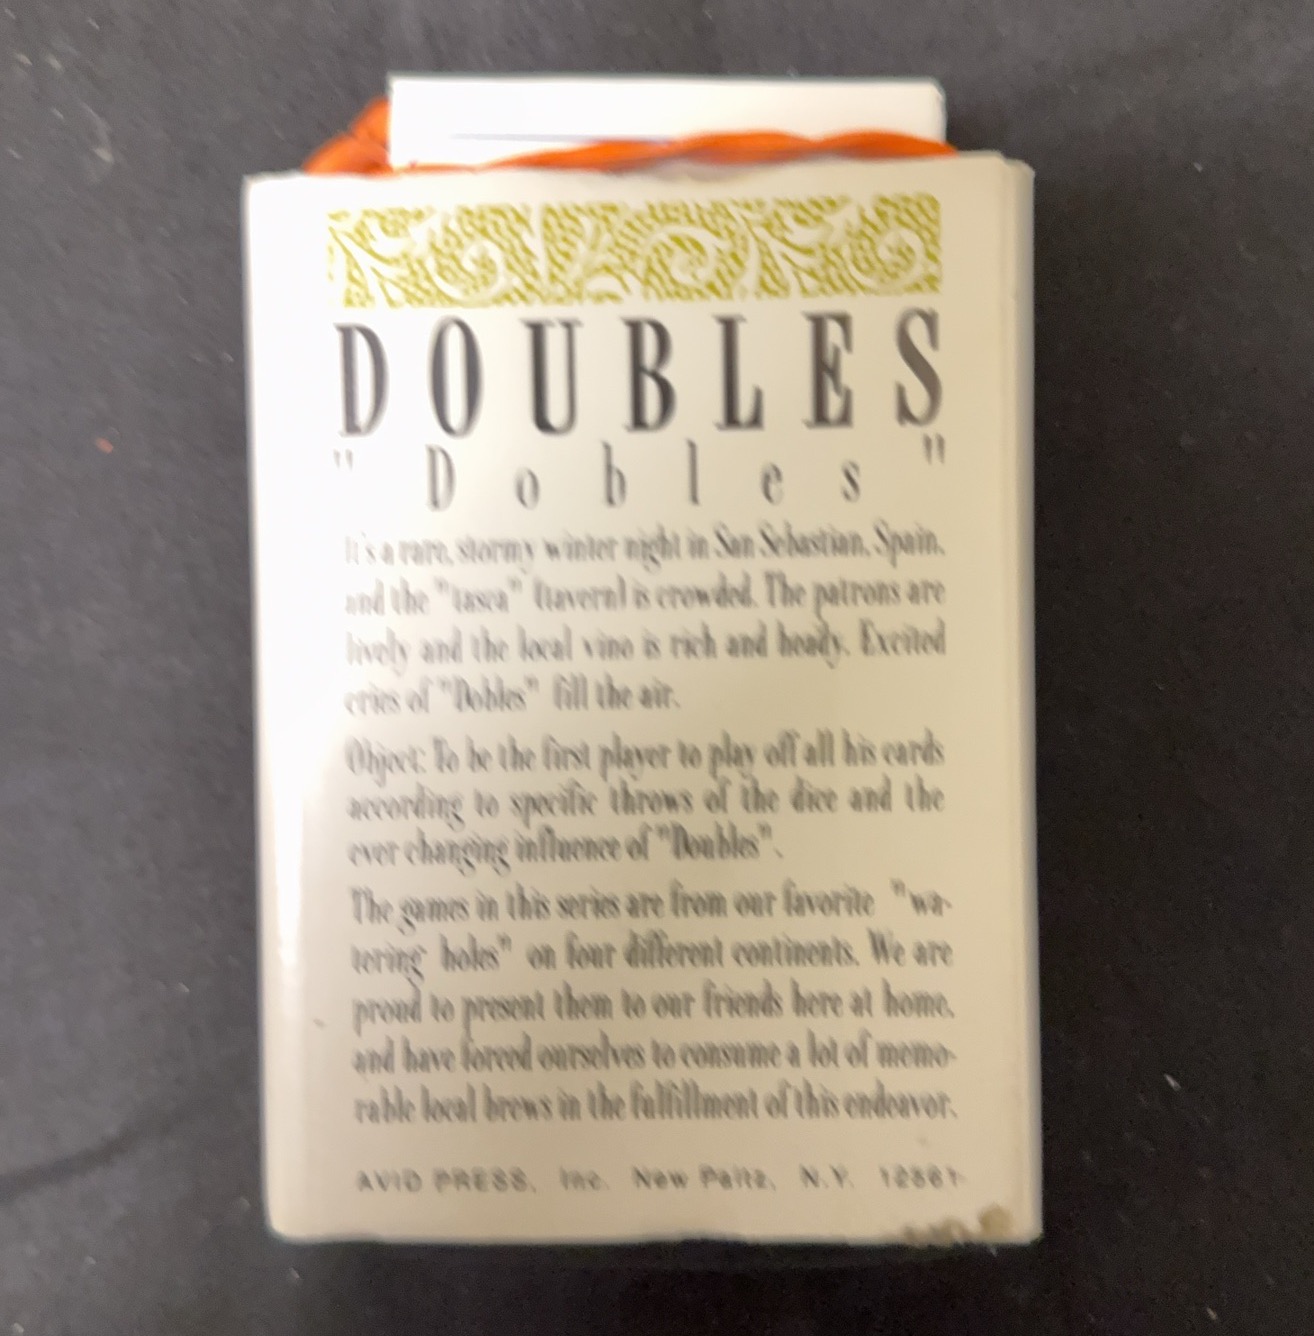 DOUBLES
"Dobles"
It's a rare, stormy winter night in San Sebastian, Spain,
and the "tasca" (tavern) is crowded. The patrons are
lively and the local vino is rich and heady. Excited
cries of "Dobles" fill the air.
Object: To be the first player to play off all his cards
according to specific throws of the dice and the
ever changing influence of "Doubles".
The games in this series are from our favorite "wa-
tering holes" on four different continents. We are
proud to present them to our friends here at home,
and have forced ourselves to consume a lot of memo-
rable local brews in the fulfillment of this endeavor.
AVID PRESS, Inc. New Paltz, N.Y. 12561